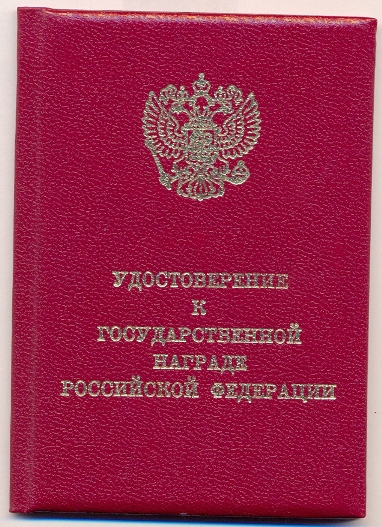 УДОСТОВЕРЕНИЕ
К
ГОСУДАРСТВЕННОЙ
НАГРАДЕ
РОССИЙСКОЙ ФЕДЕРАЦИИ